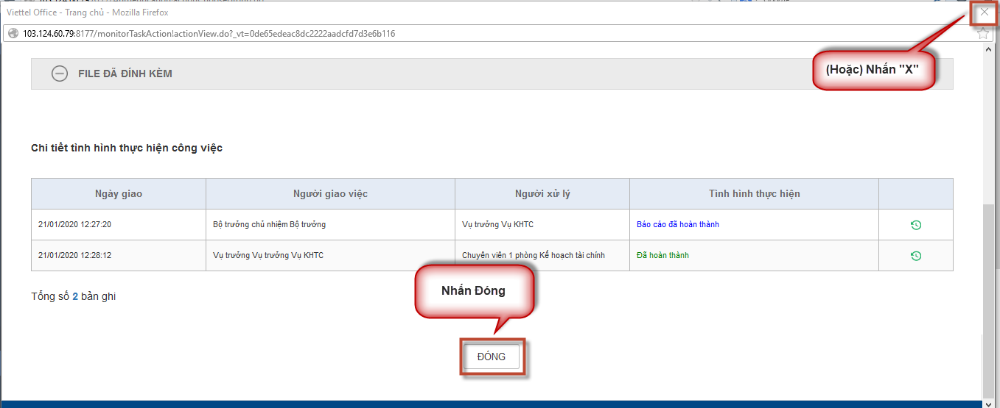 Viettel Office - Trang chủ - Mozilla Firefox
103.124.60.79:8177/monitorTaskAction!actionView.do?_vt=0de65edeac8dc2222aadcfd7d3e6b116
(Hoặc) Nhấn "X"
FILE ĐÃ ĐÍNH KÈM
Chi tiết tình hình thực hiện công việc
Ngày giao Người giao việc Người xử lý Tình hình thực hiện
21/01/2020 12:27:20 Bộ trưởng chủ nhiệm Bộ trưởng Vụ trưởng Vụ KHTC Báo cáo đã hoàn thành
21/01/2020 12:28:12 Vụ trưởng Vụ trưởng Vụ KHTC Chuyên viên 1 phòng Kế hoạch tài chính Đã hoàn thành
Tổng số 2 bản ghi
Nhấn Đóng
ĐÓNG